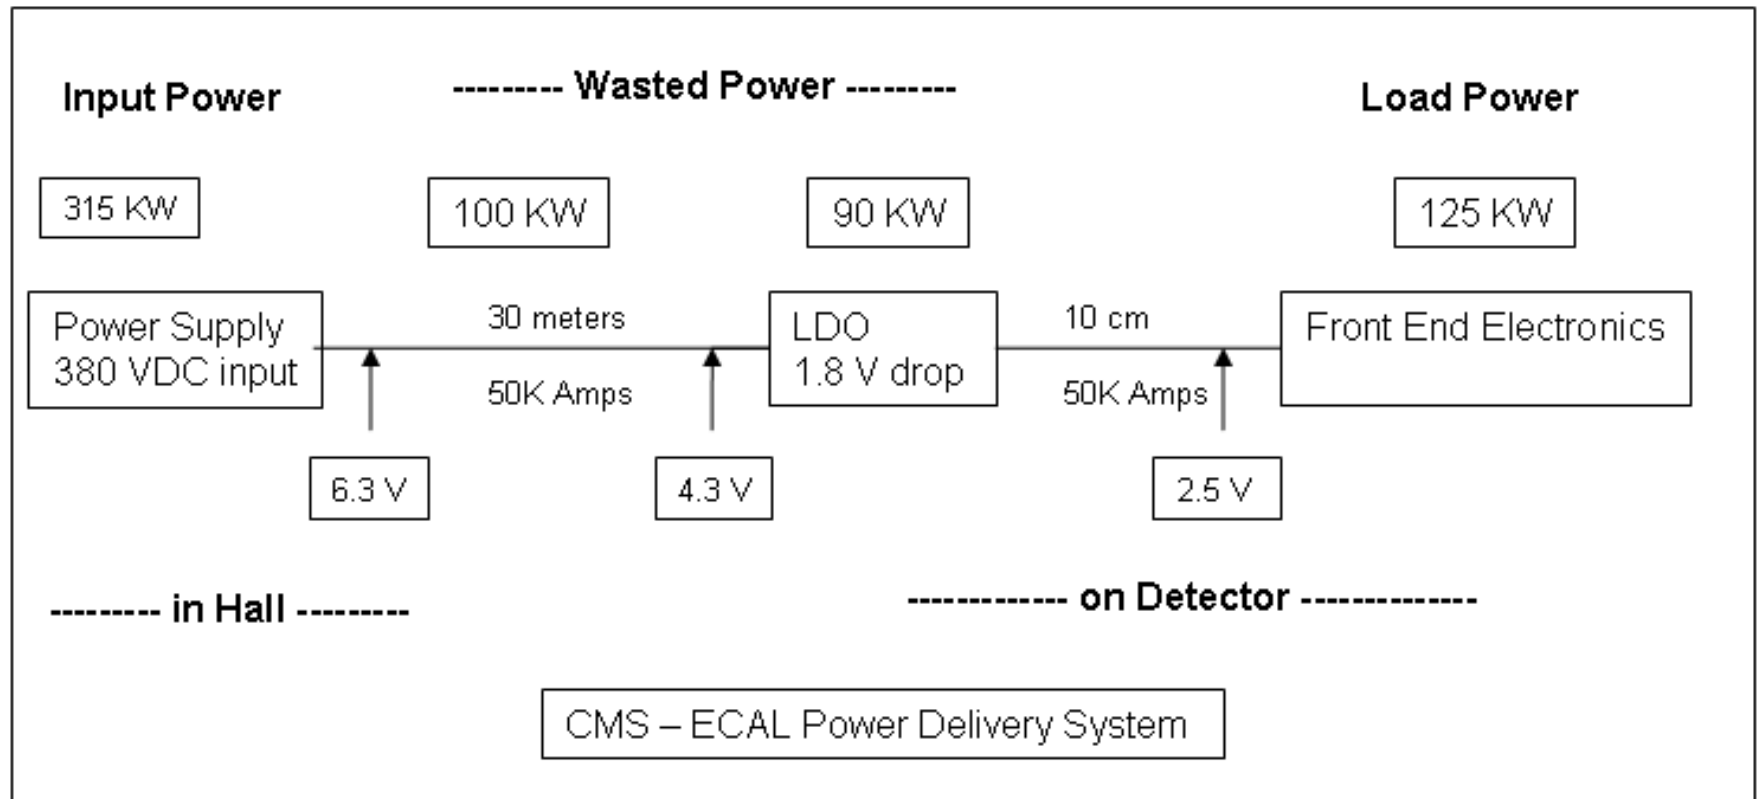 Input Power
--------- Wasted Power ---------
Load Power
315 KW
100 KW
90 KW
125 KW
Power Supply
380 VDC input
30 meters
50K Amps
LDO
1.8 V drop
10 cm
50K Amps
Front End Electronics
6.3 V
4.3 V
2.5 V
--------- in Hall ---------
------------- on Detector --------------
CMS – ECAL Power Delivery System